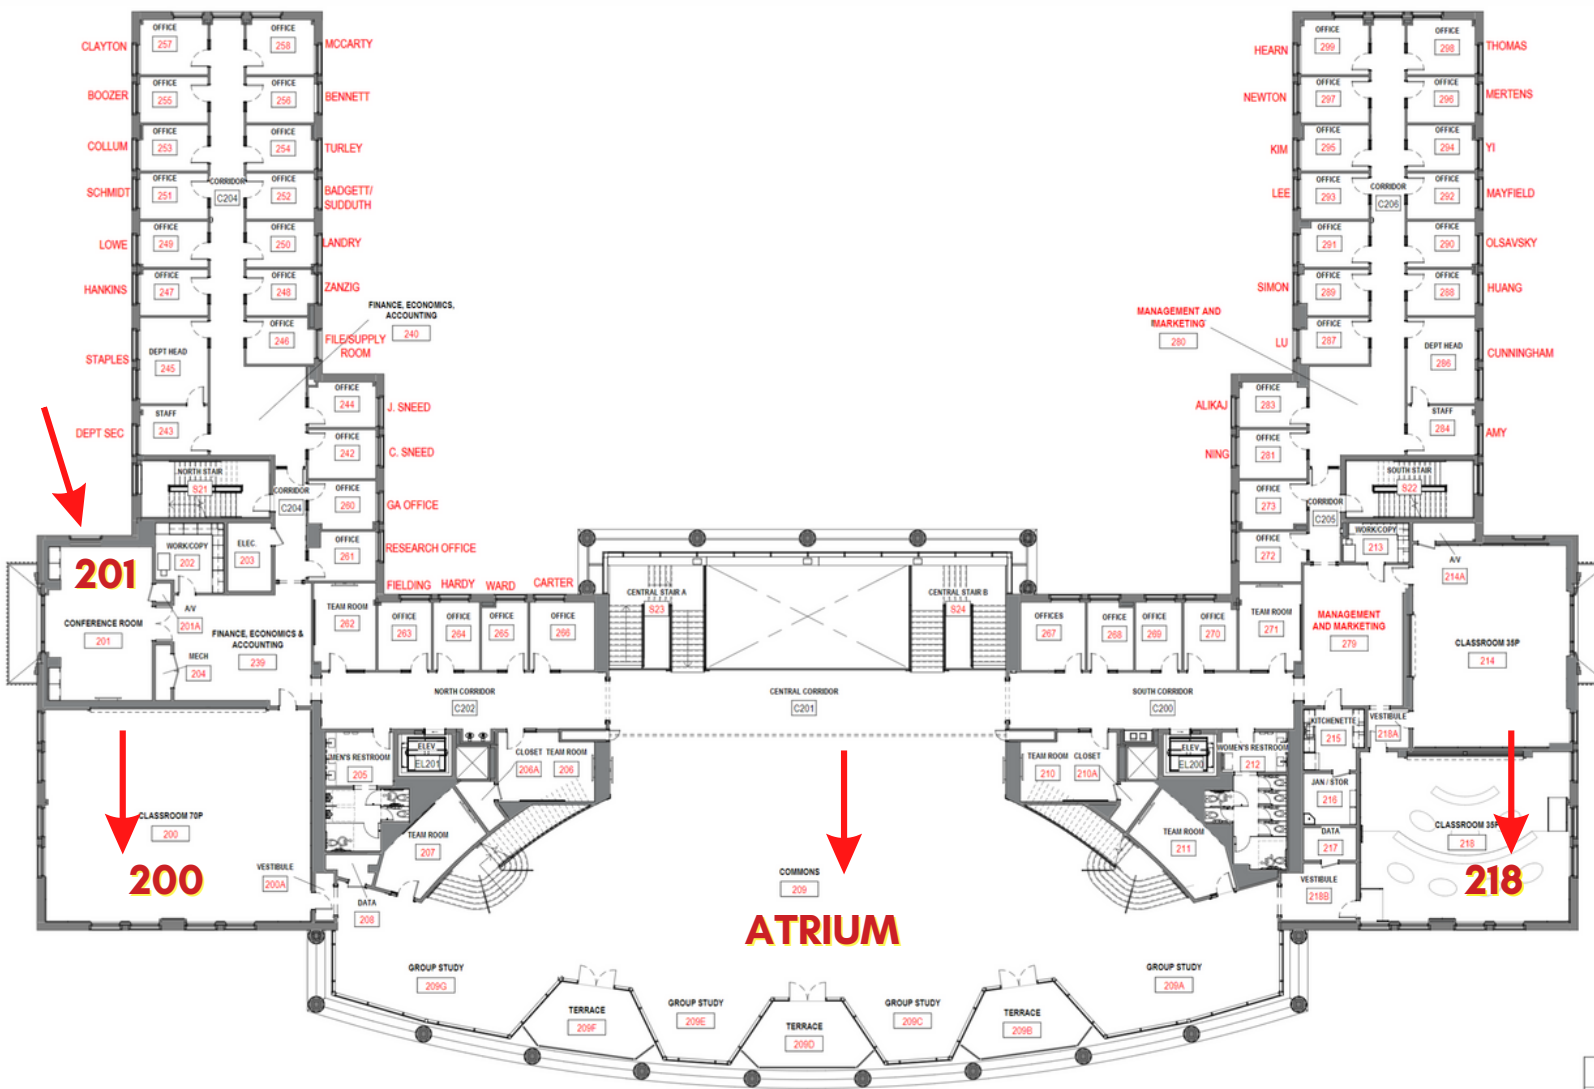 CLAYTON
OFFICE
257
OFFICE
258
MCCARTY
BOOZER
OFFICE
255
OFFICE
256
BENNETT
COLLUM
OFFICE
253
OFFICE
254
TURLEY
SCHMIDT
OFFICE
251
CORRIDOR
C204
OFFICE
252
BADGETT/
SUDDUTH
LOWE
OFFICE
249
OFFICE
250
LANDRY
HANKINS
OFFICE
247
OFFICE
248
ZANZIG
FINANCE, ECONOMICS,
ACCOUNTING
240
OFFICE
246
FILE/SUPPLY
ROOM
STAPLES
DEPT HEAD
245
OFFICE
244
J. SNEED
DEPT SEC
STAFF
243
OFFICE
242
C. SNEED
NORTH STAIR
S21
CORRIDOR
C204
OFFICE
260
GA OFFICE
OFFICE
261
RESEARCH OFFICE
HEARN
OFFICE
299
OFFICE
298
THOMAS
NEWTON
OFFICE
297
OFFICE
296
MERTENS
KIM
OFFICE
295
OFFICE
294
YI
LEE
OFFICE
293
CORRIDOR
C206
OFFICE
292
MAYFIELD
OFFICE
291
OFFICE
290
OLSAVSKY
SIMON
OFFICE
289
OFFICE
288
HUANG
MANAGEMENT AND
MARKETING
280
LU
OFFICE
287
DEPT HEAD
286
CUNNINGHAM
ALIKAJ
OFFICE
283
STAFF
284
AMY
NING
OFFICE
281
SOUTH STAIR
S22
OFFICE
273
CORRIDOR
C205
OFFICE
272
WORK/COPY
213
A/V
214A
201
CONFERENCE ROOM
201
WORK/COPY
202
ELEC.
203
A/V
201A
MECH
204
FINANCE, ECONOMICS &
ACCOUNTING
239
TEAM ROOM
262
FIELDING
OFFICE
263
HARDY
OFFICE
264
WARD
OFFICE
265
CARTER
OFFICE
266
CENTRAL STAIR A
S23
CENTRAL STAIR B
S24
OFFICES
267
OFFICE
268
OFFICE
269
OFFICE
270
TEAM ROOM
271
MANAGEMENT
AND MARKETING
279
CLASSROOM 35P
214
NORTH CORRIDOR
C202
CENTRAL CORRIDOR
C201
SOUTH CORRIDOR
C200
CLASSROOM 70P
200
200
VESTIBULE
200A
MEN'S RESTROOM
205
ELEV
EL201
CLOSET
206A
TEAM ROOM
206
TEAM ROOM
207
DATA
208
TEAM ROOM
210
CLOSET
210A
ELEV
EL200
WOMEN'S RESTROOM
212
TEAM ROOM
211
KITCHENETTE
215
VESTIBULE
218A
JAN / STOR
216
DATA
217
VESTIBULE
218B
CLASSROOM 35P
218
218
COMMONS
209
ATRIUM
GROUP STUDY
209G
TERRACE
209F
GROUP STUDY
209E
TERRACE
209D
GROUP STUDY
209C
TERRACE
209B
GROUP STUDY
209A